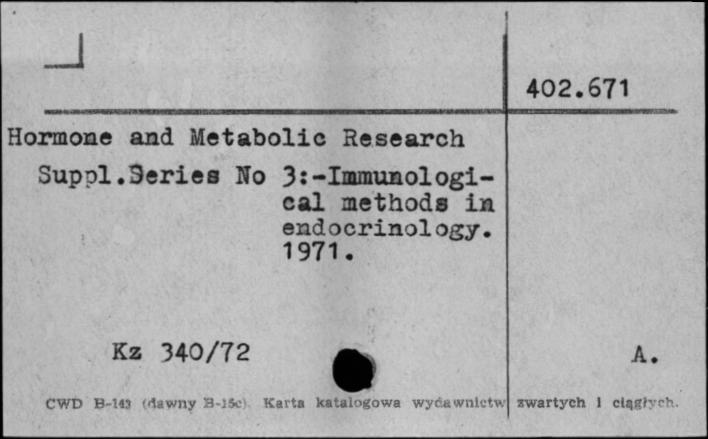 402.671
Hormone and Metabolic Research
Suppl.Series No 3:-Immunologi-
cal methods in
endocrinology.
1971.
Kz 340/72
A.
CWD B-143 (dawny B-15c). Karta katalogowa wydawnictw zwartych i ciągłych.